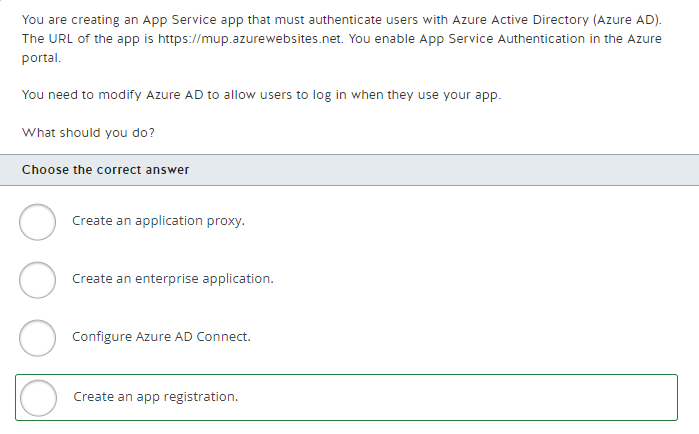 You are creating an App Service app that must authenticate users with Azure Active Directory (Azure AD).
The URL of the app is https://mup.azurewebsites.net. You enable App Service Authentication in the Azure
portal.
You need to modify Azure AD to allow users to log in when they use your app.
What should you do?
Choose the correct answer
Create an application proxy.
Create an enterprise application.
Configure Azure AD Connect.
Create an app registration.